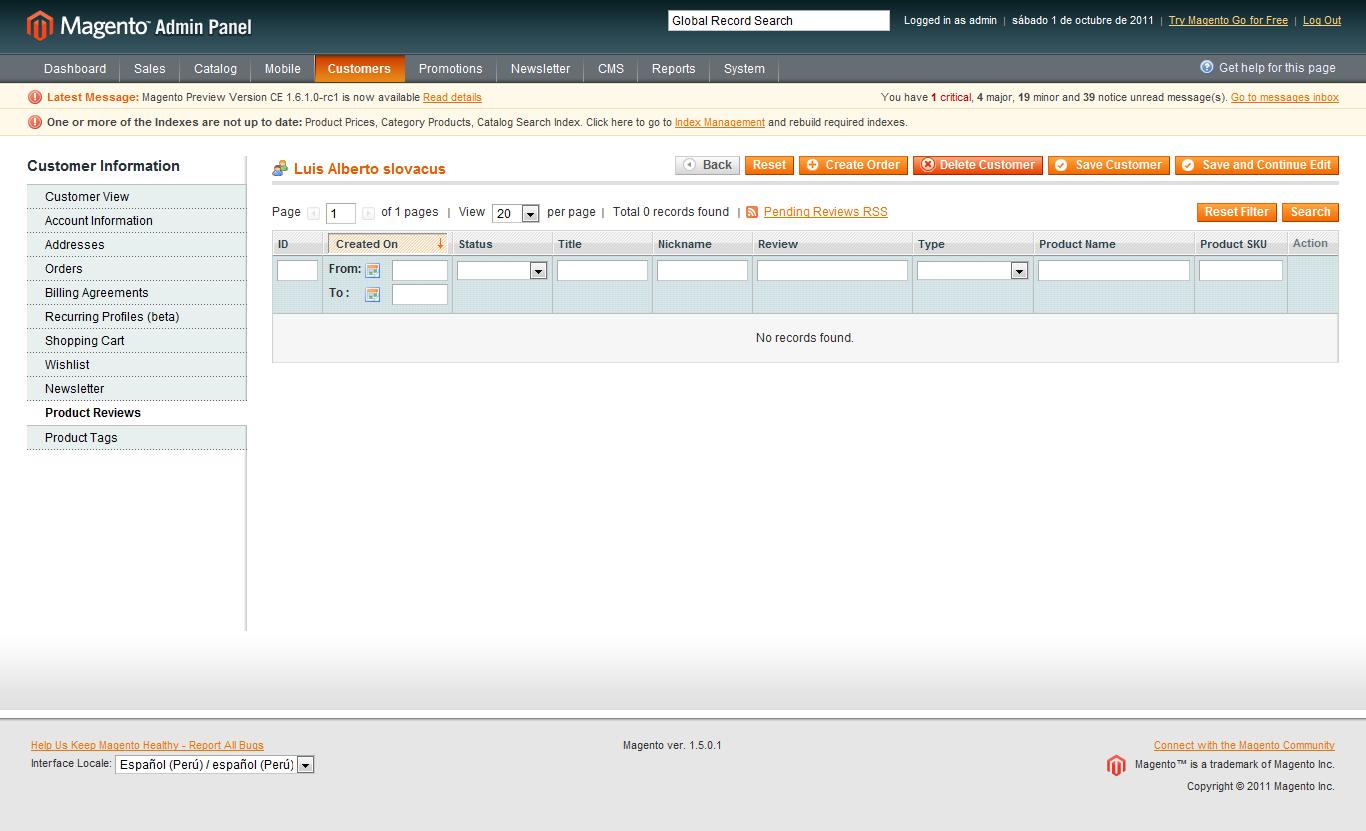 Magento™ Admin Panel
Global Record Search
Logged in as admin | sábado 1 de octubre de 2011 | Try Magento Go for Free | Log Out
Dashboard Sales Catalog Mobile Customers Promotions Newsletter CMS Reports System
Get help for this page
Latest Message: Magento Preview Version CE 1.6.1.0-rc1 is now available Read details
You have 1 critical, 4 major, 19 minor and 39 notice unread message(s). Go to messages inbox
One or more of the Indexes are not up to date: Product Prices, Category Products, Catalog Search Index. Click here to go to Index Management and rebuild required indexes.
Customer Information
Customer View
Account Information
Addresses
Orders
Billing Agreements
Recurring Profiles (beta)
Shopping Cart
Wishlist
Newsletter
Product Reviews
Product Tags
Luis Alberto slovacus
Back Reset Create Order Delete Customer Save Customer Save and Continue Edit
Page 1 of 1 pages | View 20 per page | Total 0 records found | Pending Reviews RSS
Reset Filter Search
ID Created On Status Title Nickname Review Type Product Name Product SKU Action
From:
To :
No records found.
Help Us Keep Magento Healthy - Report All Bugs
Interface Locale: Español (Perú) / español (Perú)
Magento ver. 1.5.0.1
Connect with the Magento Community
Magento™ is a trademark of Magento Inc.
Copyright © 2011 Magento Inc.